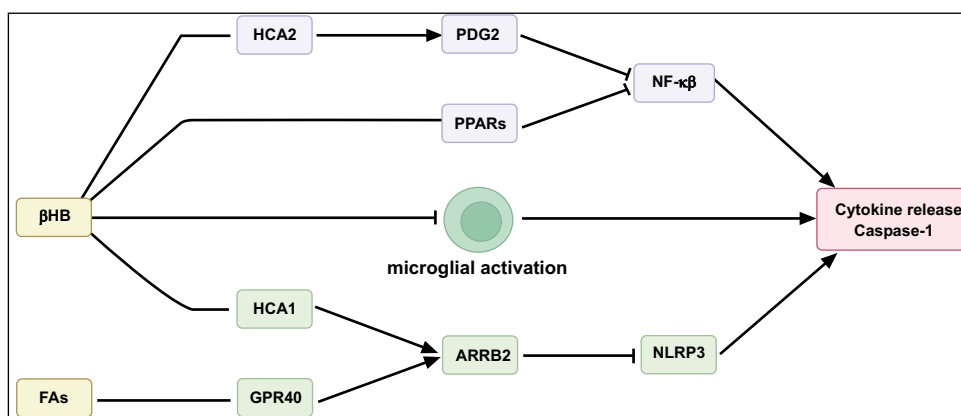 HCA2
PDG2
NF-κβ
PPARs
βHB
Cytokine release
Caspase-1
microglial activation
HCA1
ARRB2
NLRP3
FAs
GPR40